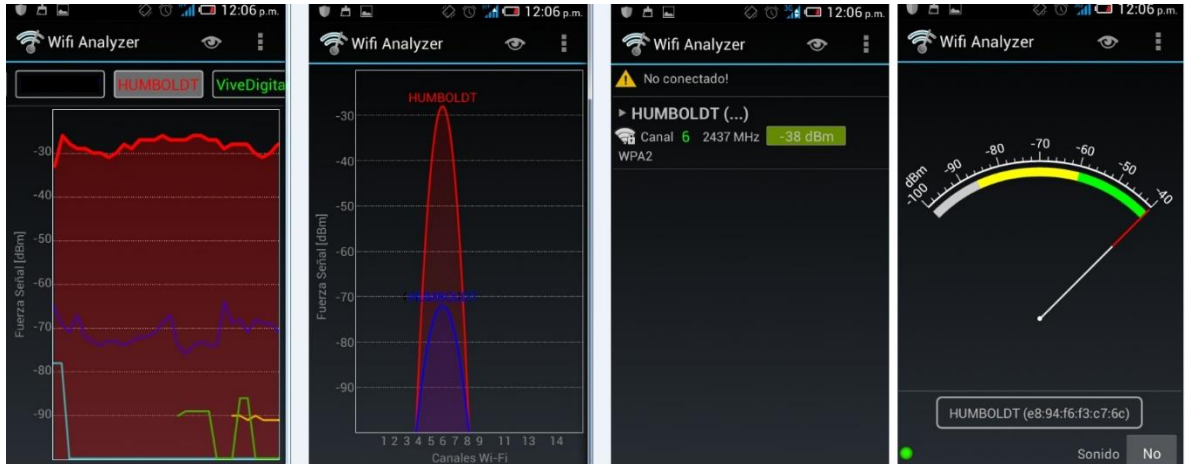 12:06 p.m.
Wifi Analyzer
HUMBOLDT ViveDigita
-30
-40
-50
-60
-70
-80
-90
Fuerza Señal [dBm]
12:06 p.m.
Wifi Analyzer
HUMBOLDT
-30
-40
-50
-60
-70
HUMBOLDT
-80
-90
Fuerza Señal [dBm]
1 2 3 4 5 6 7 8 9 11 13 14
Canales Wi-Fi
3G 12:06 p.m.
Wifi Analyzer
No conectado!
HUMBOLDT (...)
Canal 6 2437 MHz -38 dBm
WPA2
12:06 p.m.
Wifi Analyzer
dBm
-100 -90 -80 -70 -60 -50 -40
HUMBOLDT (e8:94:f6:f3:c7:6c)
Sonido No